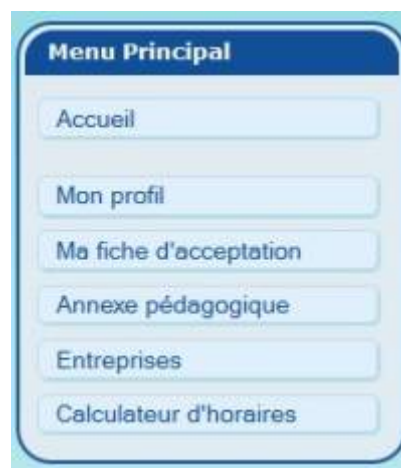 Menu Principal
Accueil
Mon profil
Ma fiche d'acceptation
Annexe pédagogique
Entreprises
Calculateur d'horaires